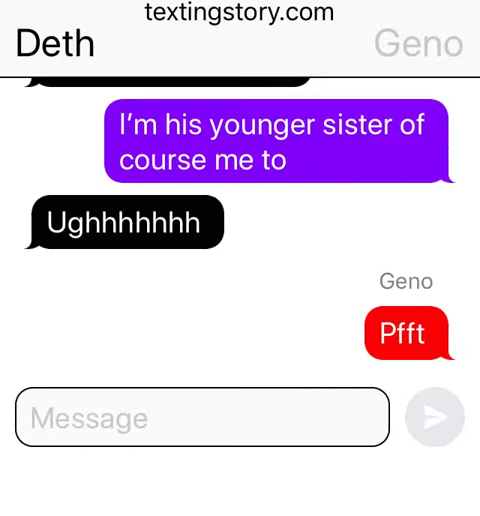 textingstory.com
Deth
Geno
I’m his younger sister of
course me to
Ughhhhhhh
Geno
Pfft
Message